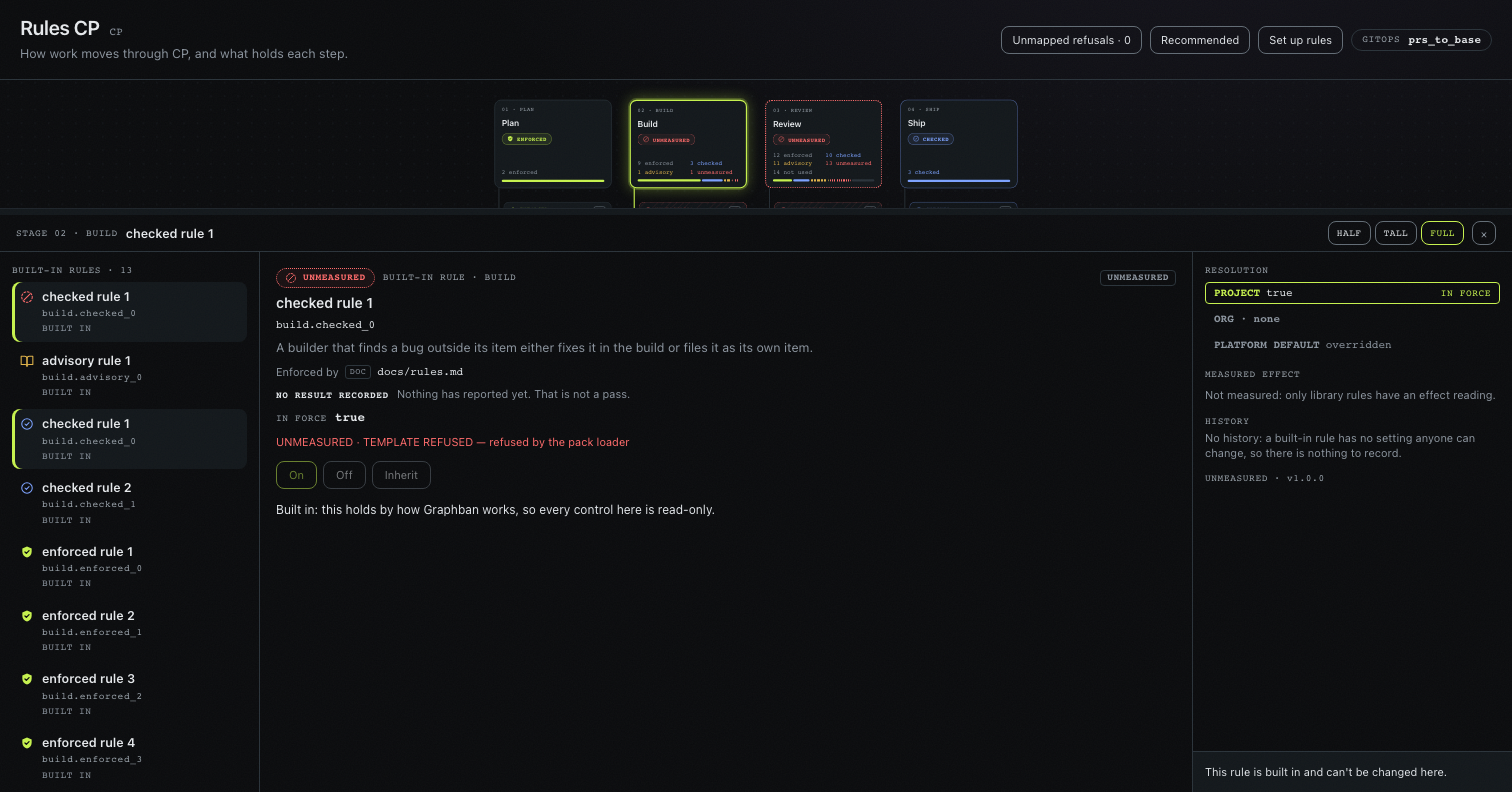 Rules CP CP
How work moves through CP, and what holds each step.
Unmapped refusals · 0
Recommended
Set up rules
GITOPS prs_to_base
01 · PLAN
Plan
ENFORCED
2 enforced
02 · BUILD
Build
UNMEASURED
9 enforced 3 checked
1 advisory 1 unmeasured
Review
UNMEASURED
12 enforced 19 checked
11 advisory 13 unmeasured
14 not used
04 · SHIP
Ship
CHECKED
3 checked
STAGE 02 · BUILD checked rule 1
HALF
TALL
FULL
×
BUILT-IN RULES · 13
checked rule 1
build.checked_0
BUILT IN
advisory rule 1
build.advisory_0
BUILT IN
checked rule 1
build.checked_0
BUILT IN
checked rule 2
build.checked_1
BUILT IN
enforced rule 1
build.enforced_0
BUILT IN
enforced rule 2
build.enforced_1
BUILT IN
enforced rule 3
build.enforced_2
BUILT IN
enforced rule 4
build.enforced_3
BUILT IN
UNMEASURED BUILT-IN RULE · BUILD
UNMEASURED
checked rule 1
build.checked_0
A builder that finds a bug outside its item either fixes it in the build or files it as its own item.
Enforced by DOC docs/rules.md
NO RESULT RECORDED Nothing has reported yet. That is not a pass.
IN FORCE true
UNMEASURED · TEMPLATE REFUSED — refused by the pack loader
On
Off
Inherit
Built in: this holds by how Graphban works, so every control here is read-only.
RESOLUTION
PROJECT true IN FORCE
ORG · none
PLATFORM DEFAULT overridden
MEASURED EFFECT
Not measured: only library rules have an effect reading.
HISTORY
No history: a built-in rule has no setting anyone can
change, so there is nothing to record.
UNMEASURED · v1.0.0
This rule is built in and can't be changed here.